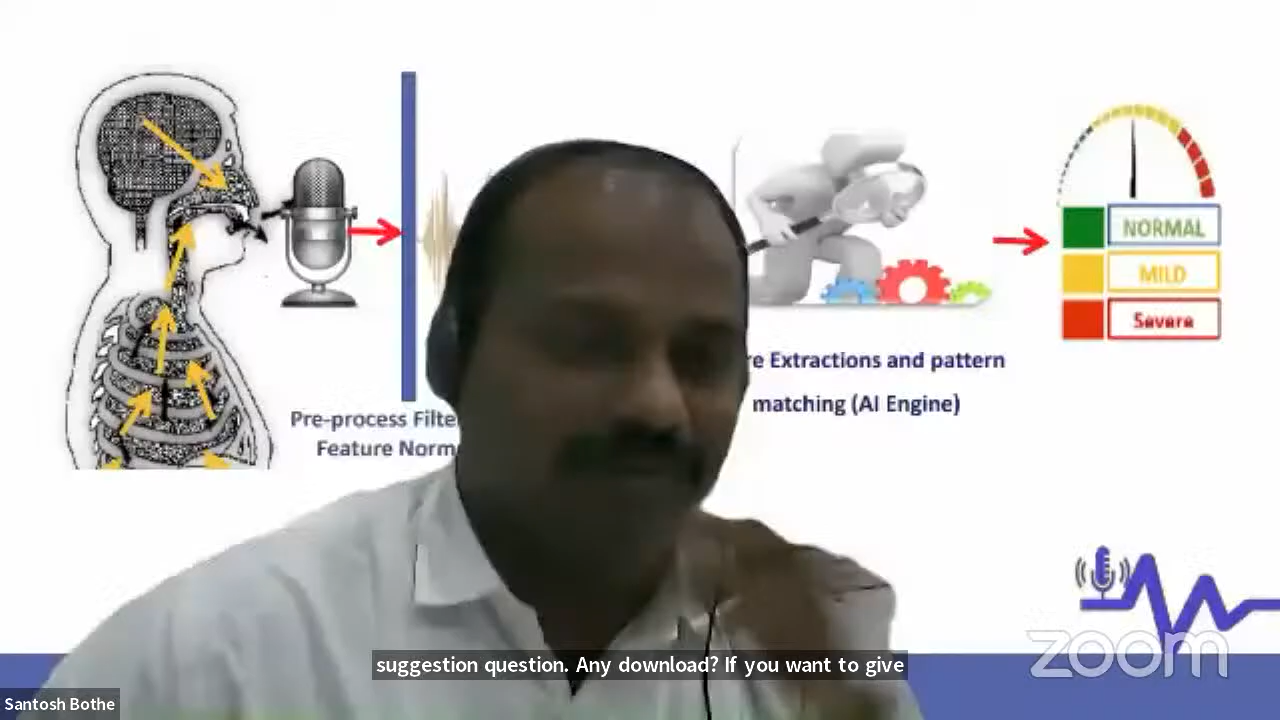 NORMAL
MILD
Severe
re Extractions and pattern
matching (AI Engine)
Pre-process Filte
Feature Norm
zoom
suggestion question. Any download? If you want to give
Santosh Bothe